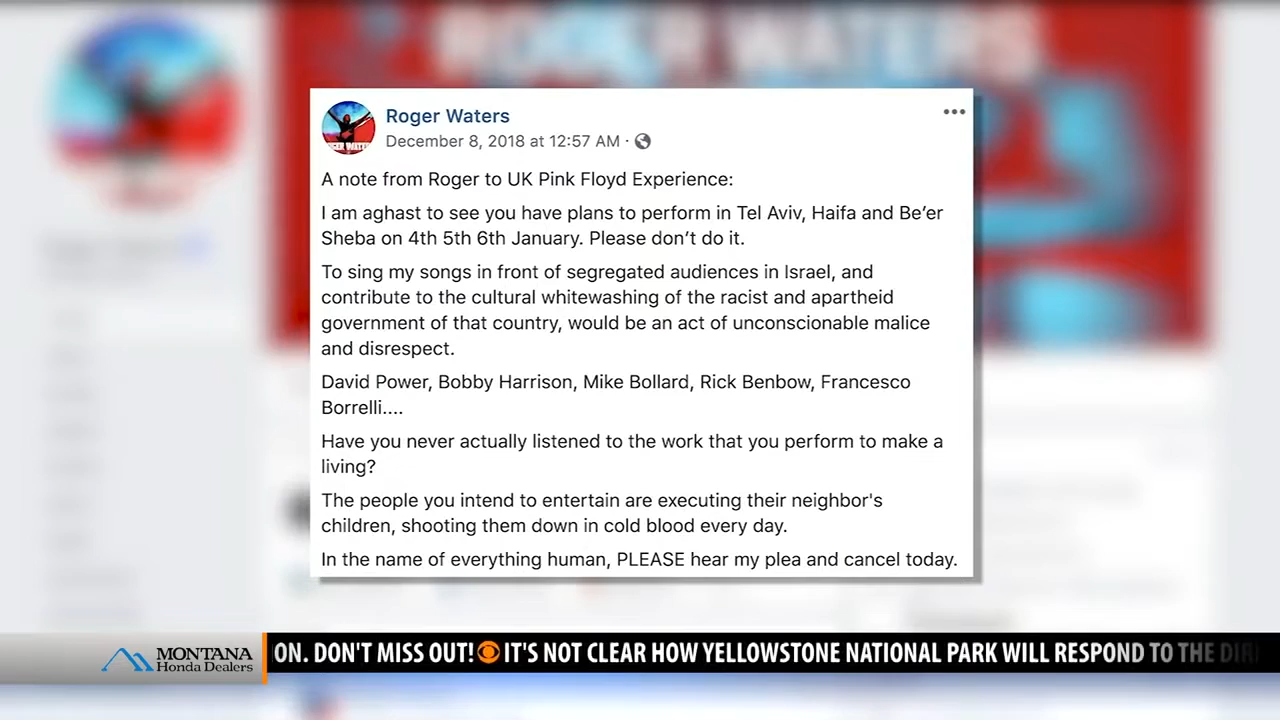 ROGER WATERS
Roger Waters
December 8, 2018 at 12:57 AM ·
A note from Roger to UK Pink Floyd Experience:
I am aghast to see you have plans to perform in Tel Aviv, Haifa and Be’er
Sheba on 4th 5th 6th January. Please don’t do it.
To sing my songs in front of segregated audiences in Israel, and
contribute to the cultural whitewashing of the racist and apartheid
government of that country, would be an act of unconscionable malice
and disrespect.
David Power, Bobby Harrison, Mike Bollard, Rick Benbow, Francesco
Borrelli....
Have you never actually listened to the work that you perform to make a
living?
The people you intend to entertain are executing their neighbor's
children, shooting them down in cold blood every day.
In the name of everything human, PLEASE hear my plea and cancel today.
MONTANA
Honda Dealers
ON. DON'T MISS OUT! IT'S NOT CLEAR HOW YELLOWSTONE NATIONAL PARK WILL RESPOND TO THE